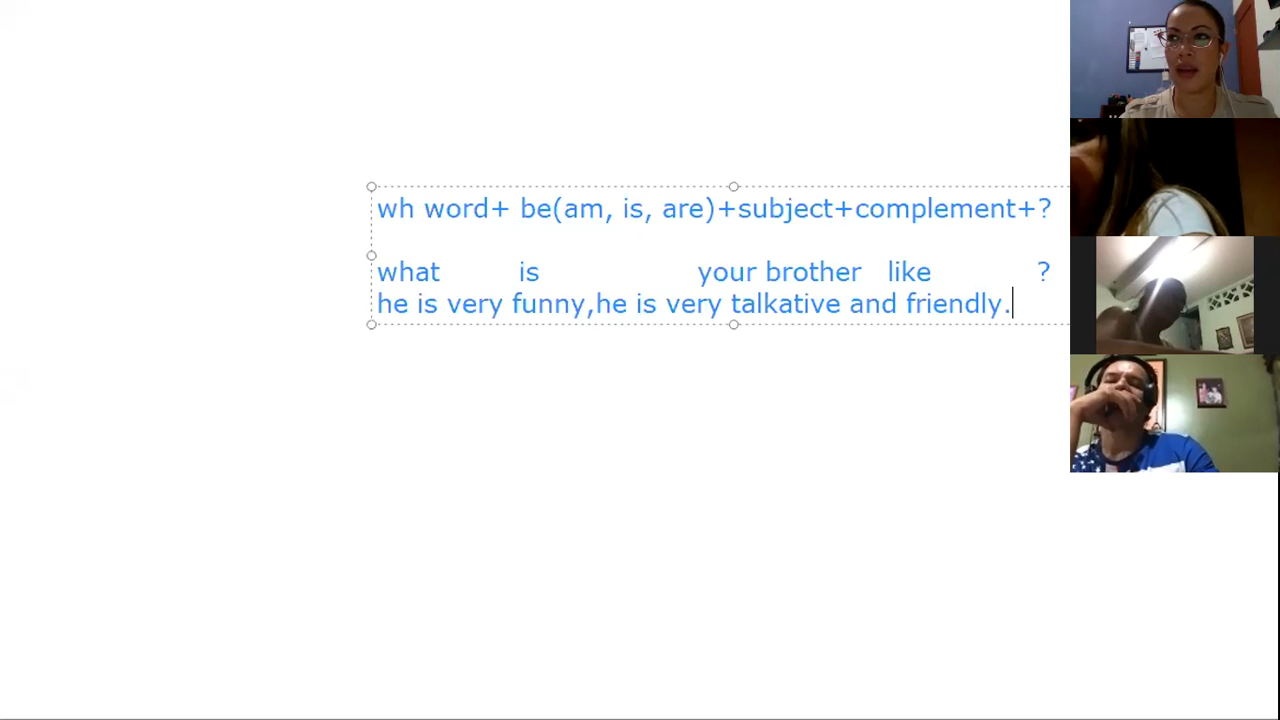 wh word+ be(am, is, are)+subject+complement+?
what is your brother like ?
he is very funny,he is very talkative and friendly.